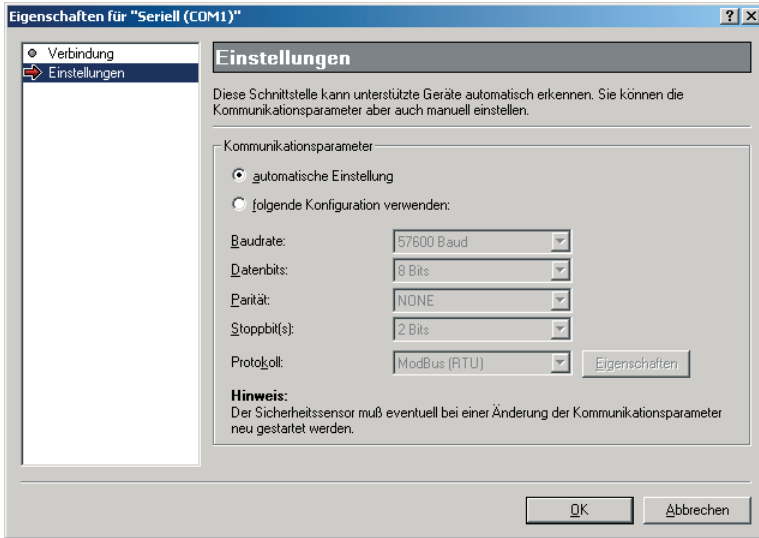 Eigenschaften für "Seriell (COM1)"
Verbindung
Einstellungen
Einstellungen
Diese Schnittstelle kann unterstützte Geräte automatisch erkennen. Sie können die
Kommunikationsparameter aber auch manuell einstellen.
Kommunikationsparameter
automatische Einstellung
folgende Konfiguration verwenden:
Baudrate: 57600 Baud
Datenbits: 8 Bits
Parität: NONE
Stoppbit(s): 2 Bits
Protokoll: ModBus (RTU) Eigenschaften
Hinweis:
Der Sicherheitssensor muß eventuell bei einer Änderung der Kommunikationsparameter
neu gestartet werden.
OK Abbrechen